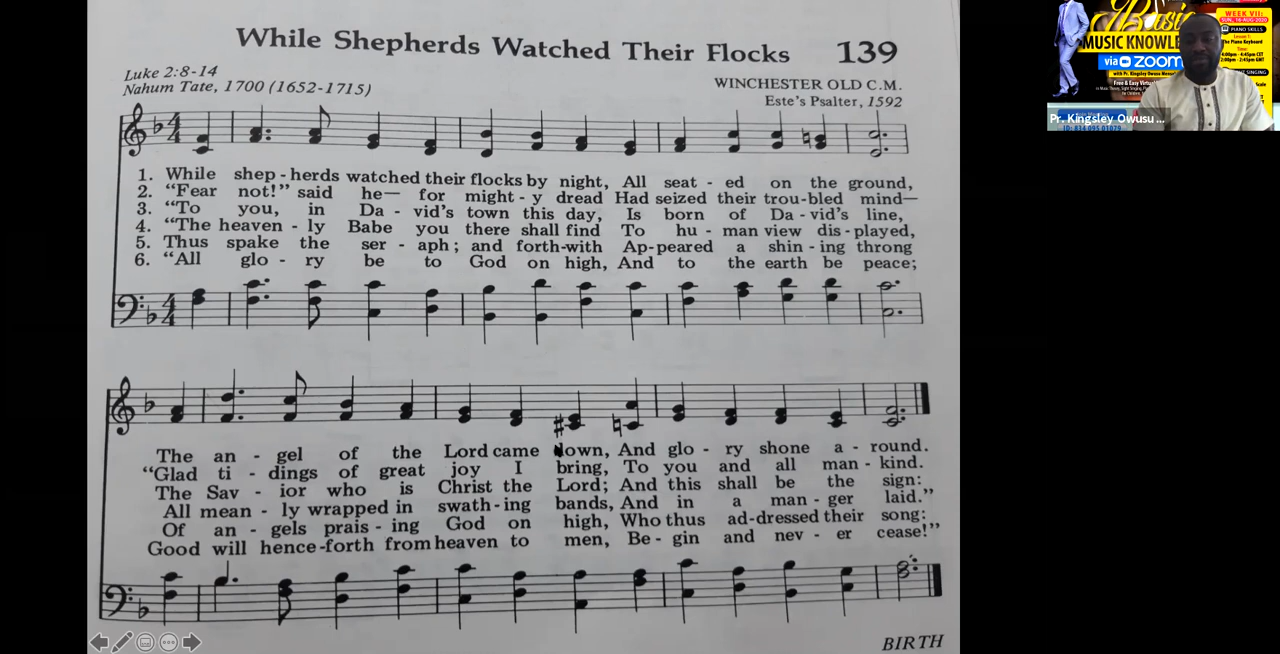 While Shepherds Watched Their Flocks 139
Luke 2:8-14
Nahum Tate, 1700 (1652-1715)
WINCHESTER OLD C.M.
Este's Psalter, 1592
1. While shep - herds watched their flocks by night, All seat - ed on the ground,
2. “Fear not!” said he— for might - y dread Had seized their trou - bled mind—
3. “To you, in Da - vid's town this day, Is born of Da - vid's line,
4. “The heaven - ly Babe you there shall find To hu - man view dis - played,
5. Thus spake the ser - aph; and forth-with Ap-peared a shin - ing throng
6. “All glo - ry be to God on high, And to the earth be peace;
The an - gel of the Lord came down, And glo - ry shone a - round.
“Glad ti - dings of great joy I bring, To you and all man - kind.
The Sav - ior who is Christ the Lord; And this shall be the sign:
All mean - ly wrapped in swath - ing bands, And in a man - ger laid.”
Of an - gels prais - ing God on high, Who thus ad-dressed their song:
Good will hence-forth from heaven to men, Be - gin and nev - er cease!”
BIRTH
MUSIC KNOWL
via zoom
WEEK VII:
SUN, 16-AUG-2020
PIANO SKILLS
Pr. Kingsley Owusu ...